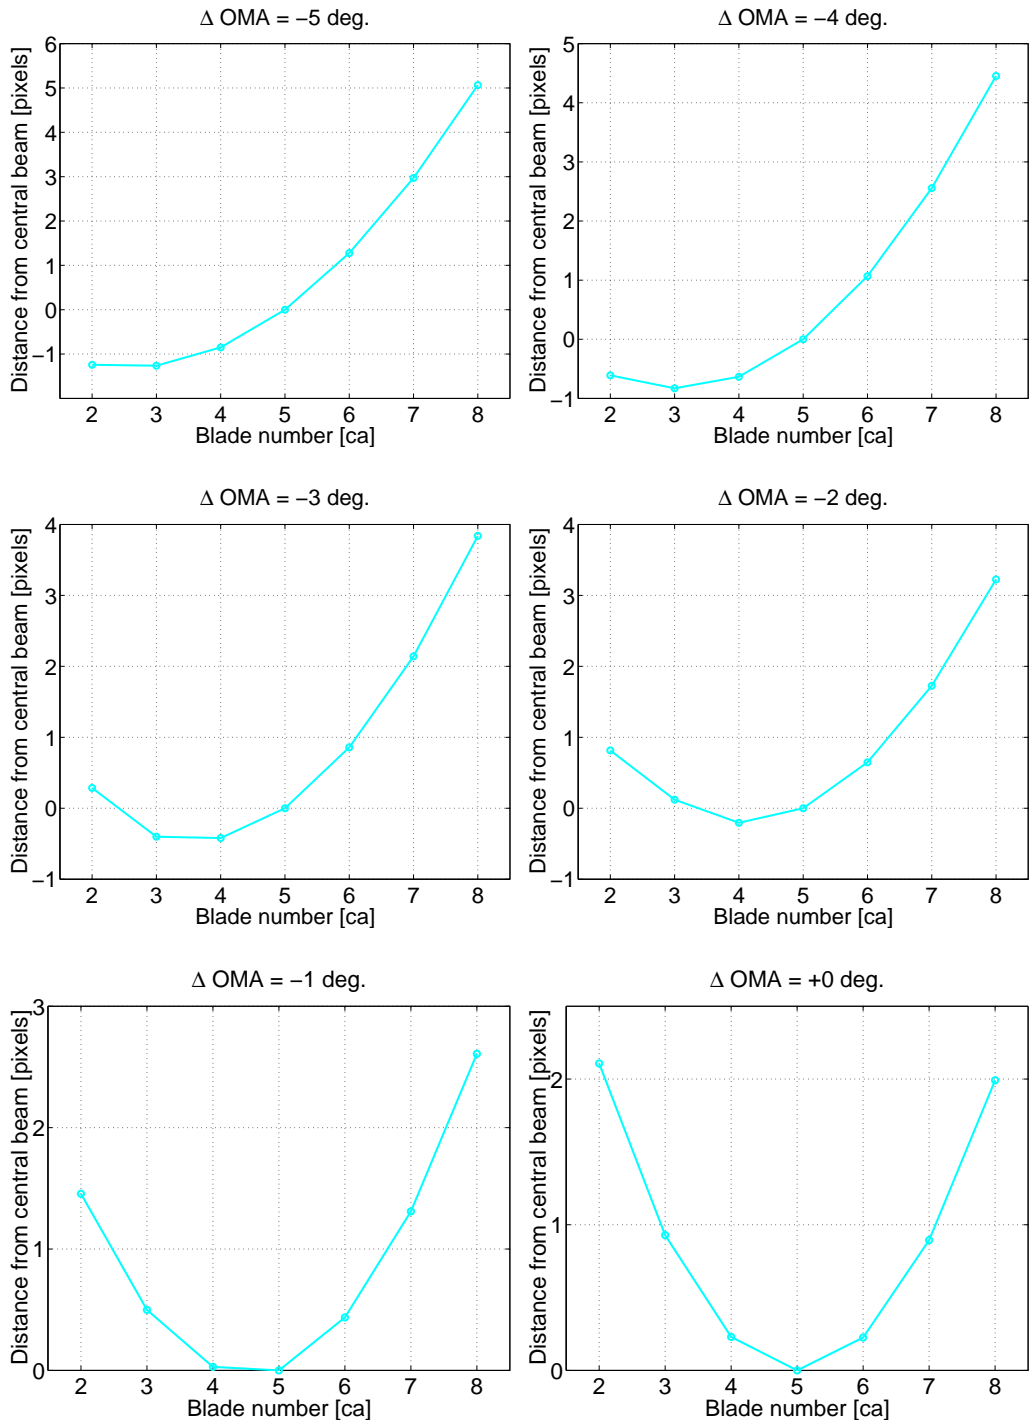 Δ OMA = −5 deg.
Distance from central beam [pixels]
6
5
4
3
2
1
0
−1
2 3 4 5 6 7 8
Blade number [ca]
Δ OMA = −4 deg.
Distance from central beam [pixels]
5
4
3
2
1
0
−1
2 3 4 5 6 7 8
Blade number [ca]
Δ OMA = −3 deg.
Distance from central beam [pixels]
4
3
2
1
0
−1
2 3 4 5 6 7 8
Blade number [ca]
Δ OMA = −2 deg.
Distance from central beam [pixels]
4
3
2
1
0
−1
2 3 4 5 6 7 8
Blade number [ca]
Δ OMA = −1 deg.
Distance from central beam [pixels]
3
2
1
0
2 3 4 5 6 7 8
Blade number [ca]
Δ OMA = +0 deg.
Distance from central beam [pixels]
2
1
0
2 3 4 5 6 7 8
Blade number [ca]